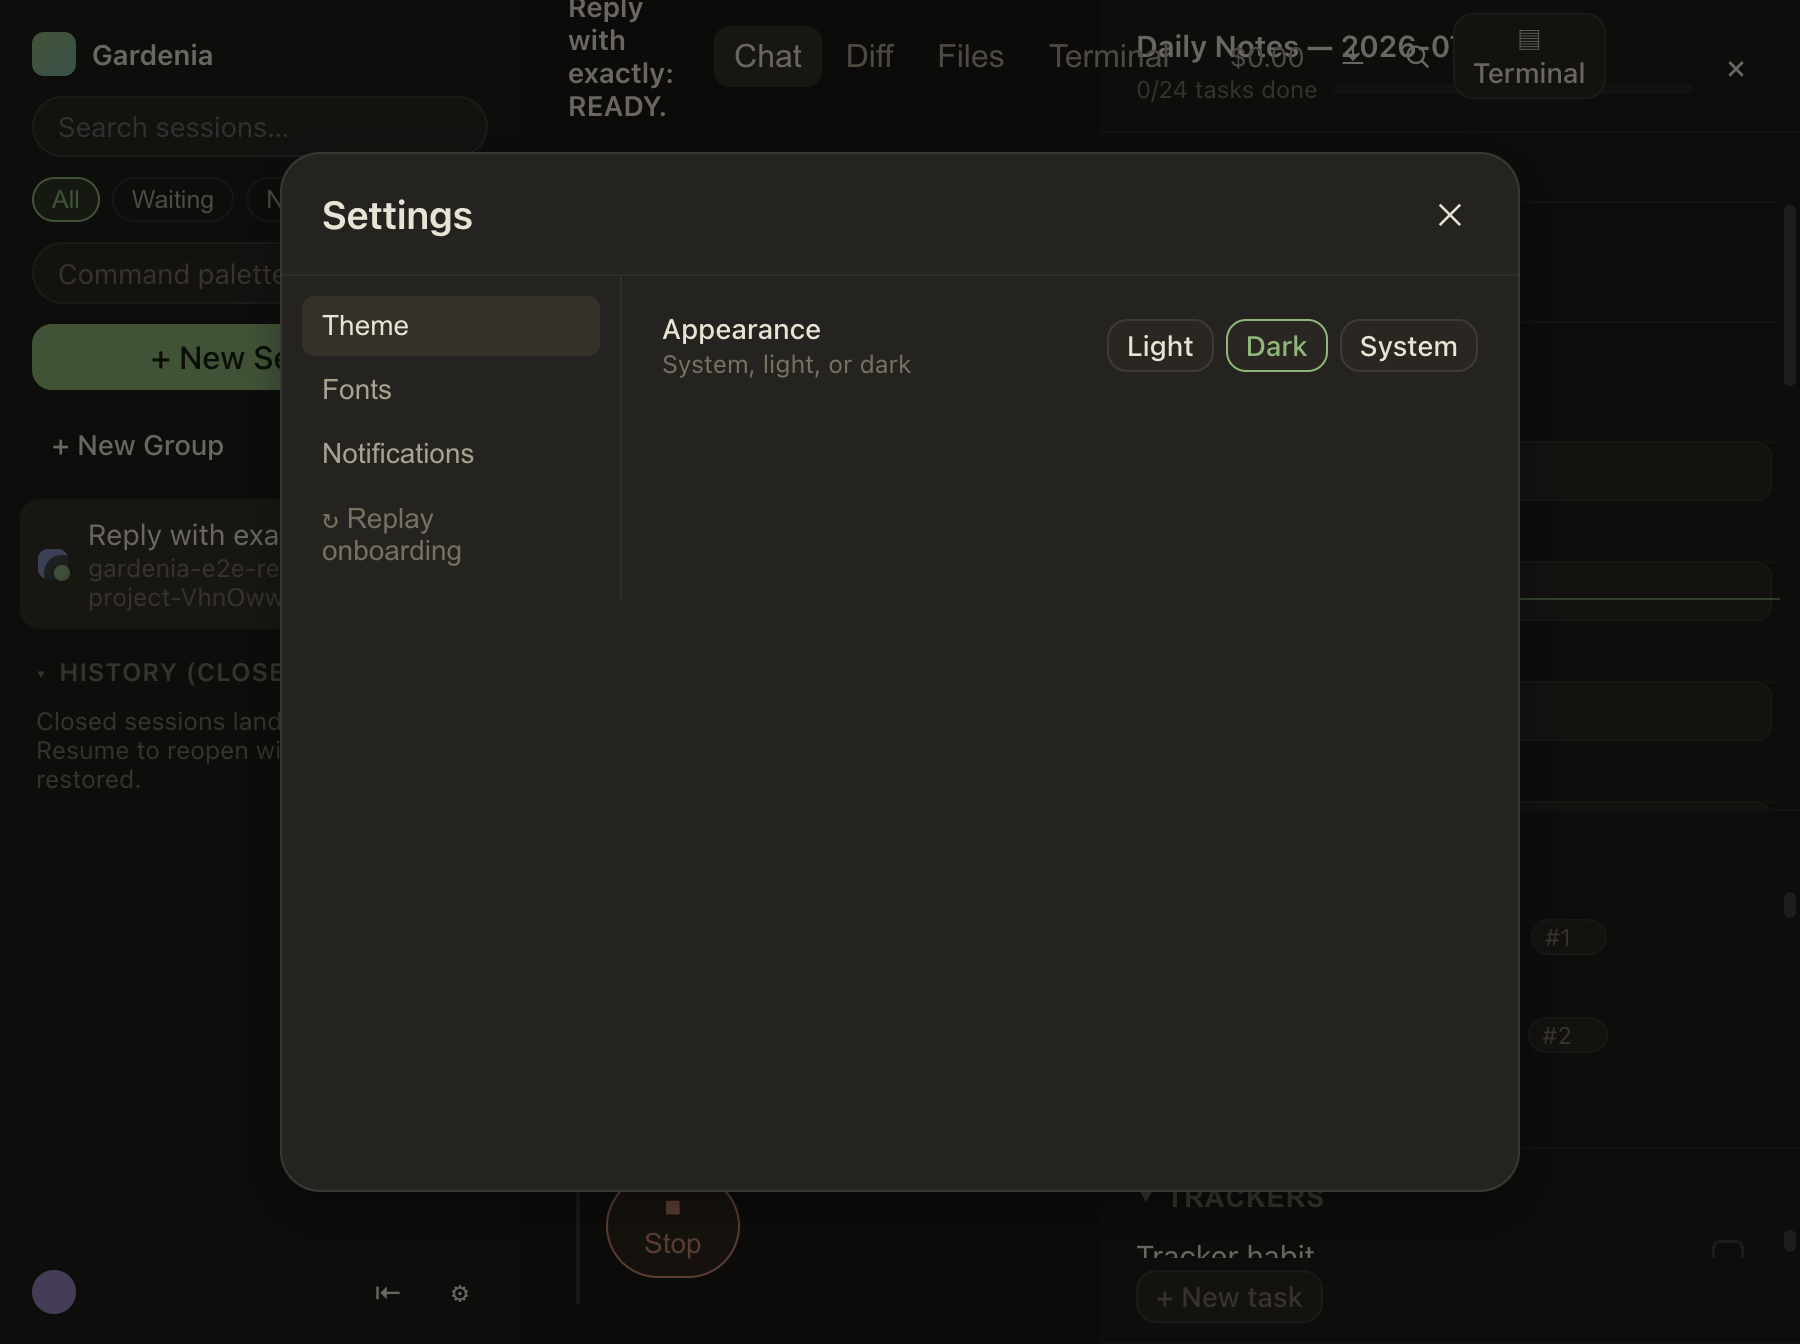 Gardenia
Search sessions...
All
Waiting
Command palette
+ New Se
+ New Group
Reply with exa
gardenia-e2e-re
project-VhnOww
HISTORY (CLOSE
Closed sessions land
Resume to reopen wi
restored.
Reply
with
exactly:
READY.
Chat
Diff
Files
Terminal
$0.00
Daily Notes — 2026-07
0/24 tasks done
Terminal
Settings
Theme
Fonts
Notifications
↻ Replay
onboarding
Appearance
System, light, or dark
Light
Dark
System
#1
#2
Stop
TRACKERS
Tracker habit
+ New task